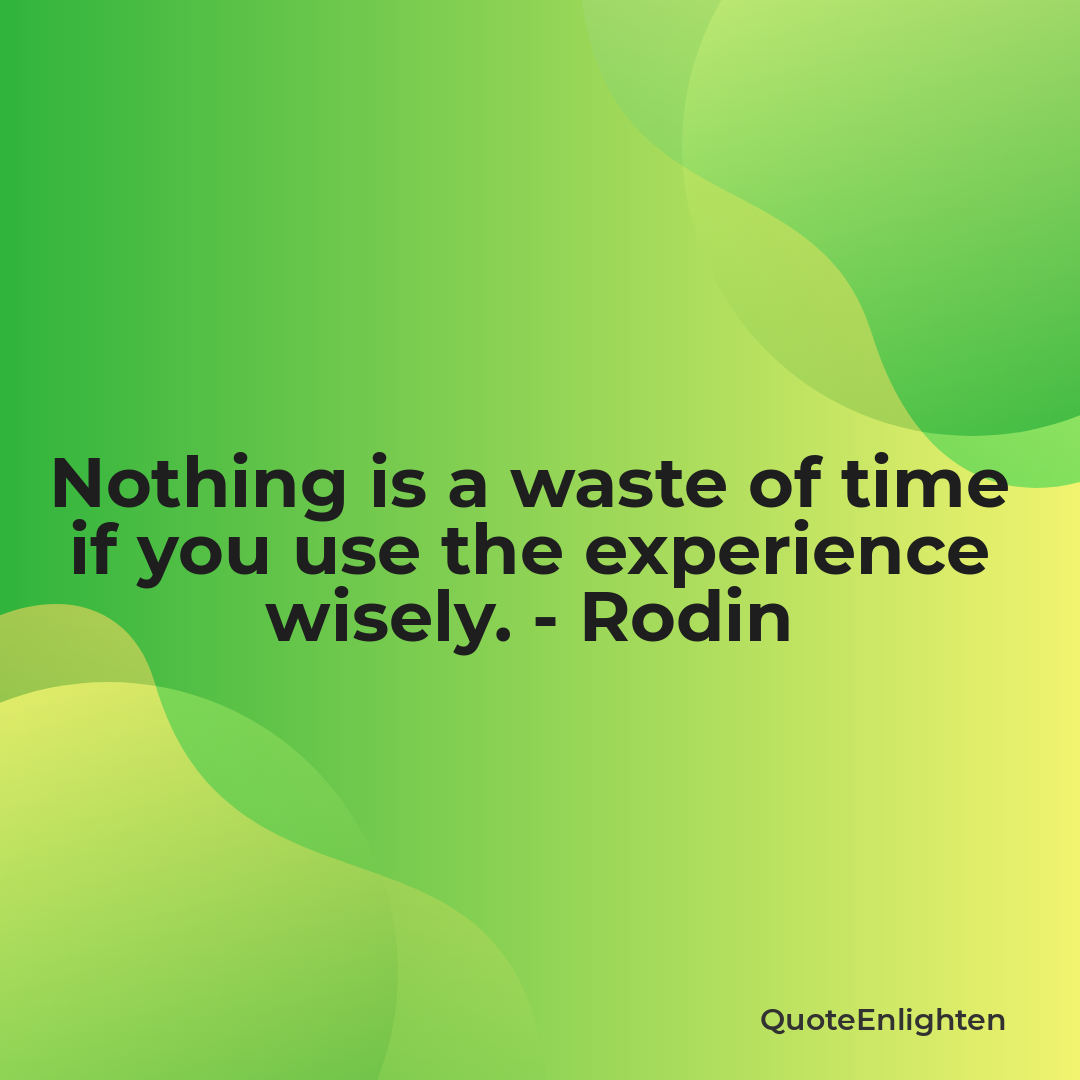 Nothing is a waste of time
if you use the experience
wisely. - Rodin
QuoteEnlighten